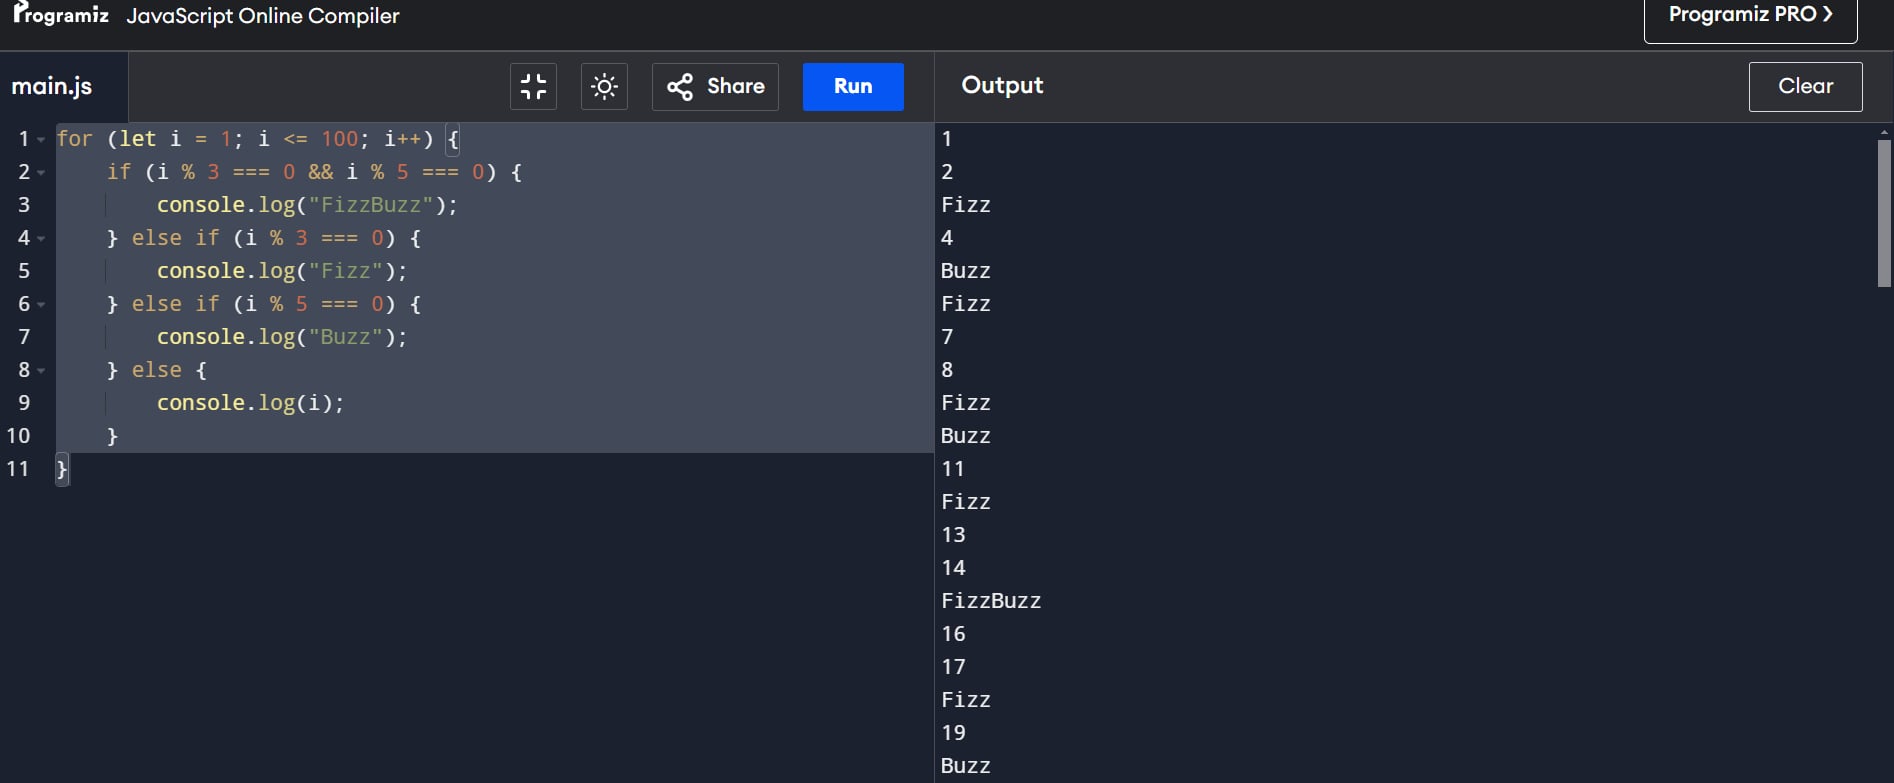 Programiz JavaScript Online Compiler
Programiz PRO ❯
main.js
Share
Run
1 for (let i = 1; i <= 100; i++) {
2     if (i % 3 === 0 && i % 5 === 0) {
3         console.log("FizzBuzz");
4     } else if (i % 3 === 0) {
5         console.log("Fizz");
6     } else if (i % 5 === 0) {
7         console.log("Buzz");
8     } else {
9         console.log(i);
10     }
11 }
Output
Clear
1
2
Fizz
4
Buzz
Fizz
7
8
Fizz
Buzz
11
Fizz
13
14
FizzBuzz
16
17
Fizz
19
Buzz